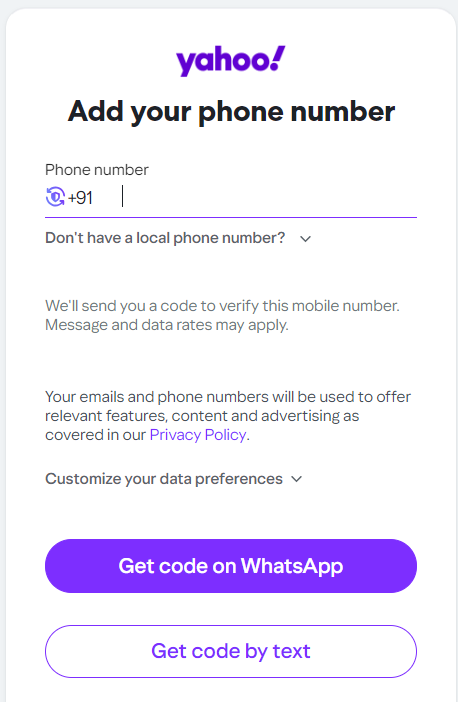 yahoo!
Add your phone number
Phone number
+91
Don't have a local phone number?
We'll send you a code to verify this mobile number.
Message and data rates may apply.
Your emails and phone numbers will be used to offer
relevant features, content and advertising as
covered in our Privacy Policy.
Customize your data preferences
Get code on WhatsApp
Get code by text